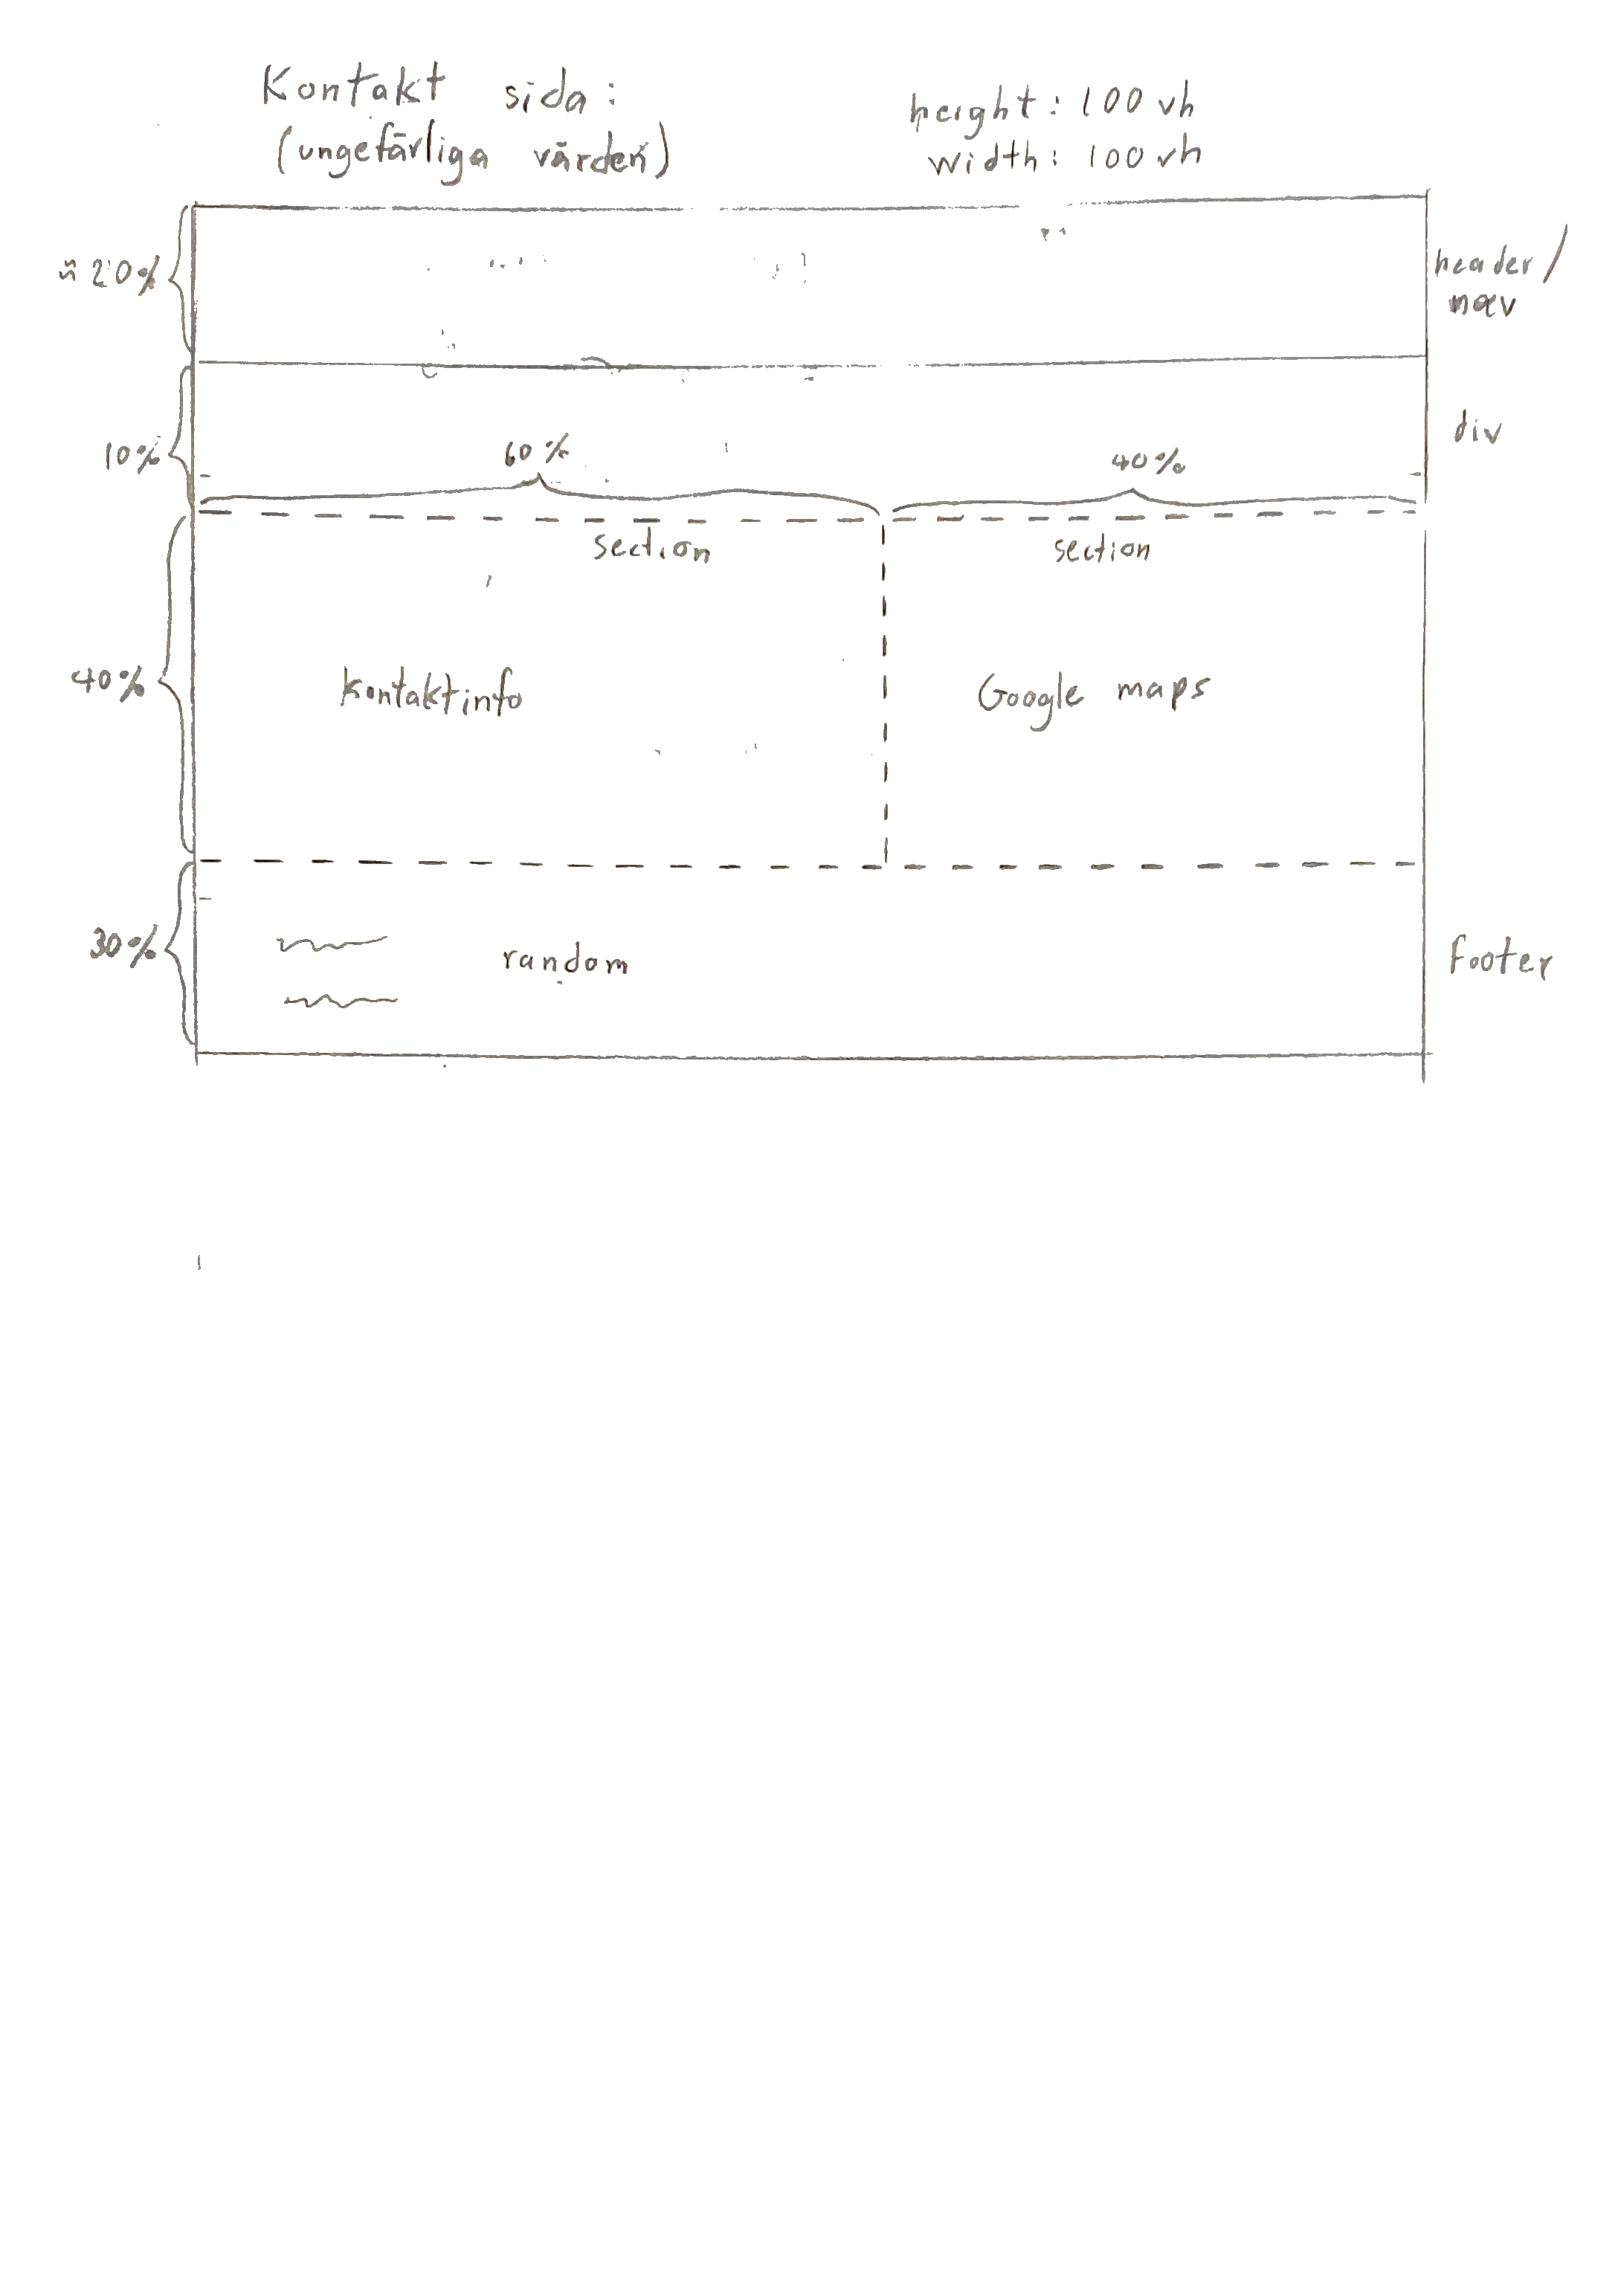 Kontakt sida:
(ungefärliga värden)
height: 100 vh
width: 100 vh
≈ 20%
header/
nav
10%
div
60%
40%
section
section
40%
Kontaktinfo
Google maps
30%
random
Footer